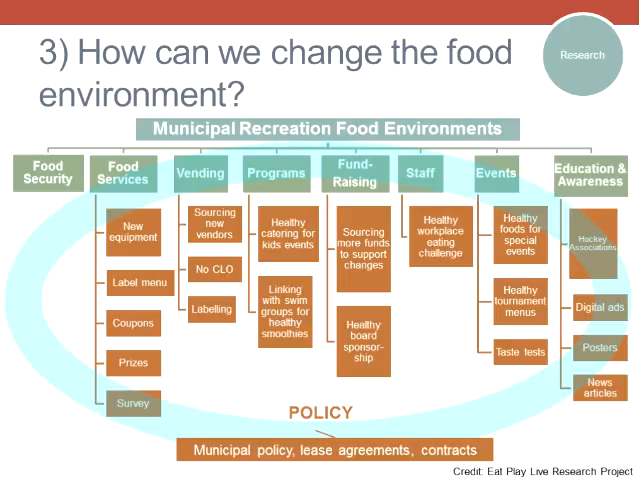 3) How can we change the food
environment?
Research
Municipal Recreation Food Environments
Food
Security
Food
Services
Vending
Programs
Fund-
Raising
Staff
Events
Education &
Awareness
New
equipment
Label menu
Coupons
Prizes
Survey
Sourcing
new
vendors
No CLO
Labelling
Healthy
catering for
kids events
Linking
with swim
groups for
healthy
smoothies
Sourcing
more funds
to support
changes
Healthy
board
sponsor-
ship
Healthy
workplace
eating
challenge
Healthy
foods for
special
events
Healthy
tournament
menus
Taste tests
Hockey
Associations
Digital ads
Posters
News
articles
POLICY
Municipal policy, lease agreements, contracts
Credit: Eat Play Live Research Project